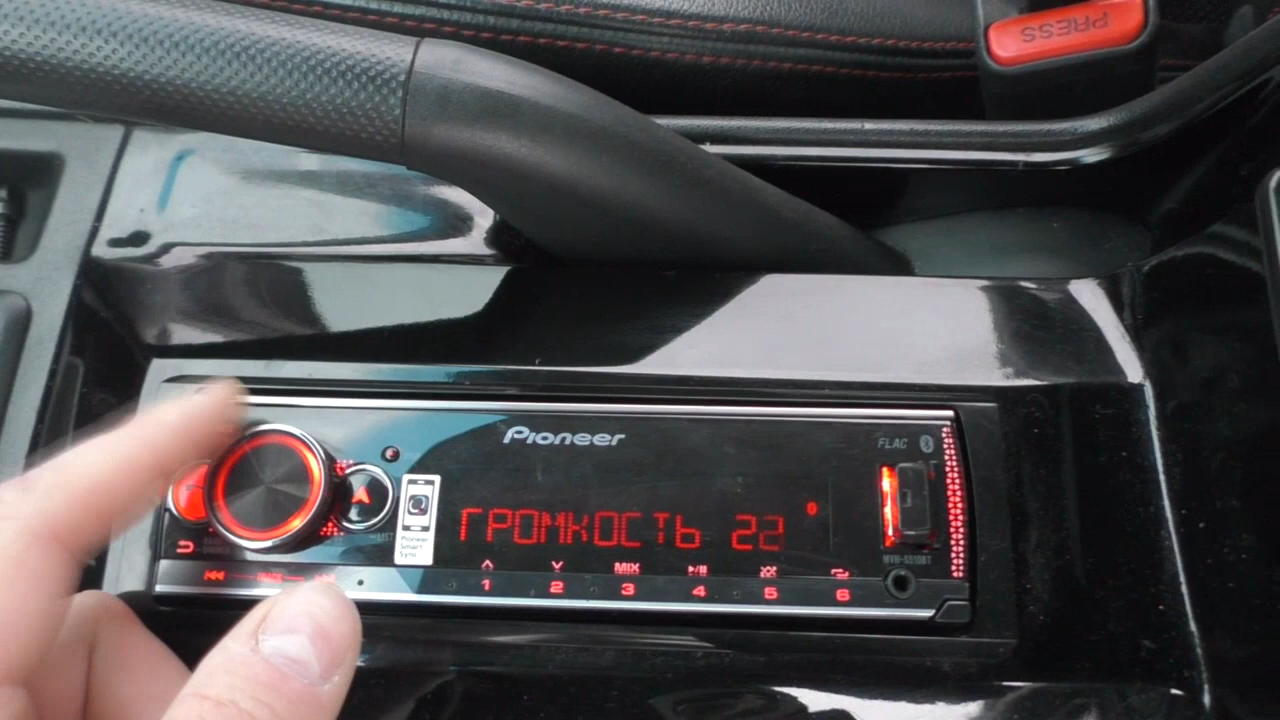 PRESS
Pioneer
FLAC
Pioneer
Smart
Sync
ГРОМКОСТЬ 22
MVH-S510BT
MIX
1 2 3 4 5 6